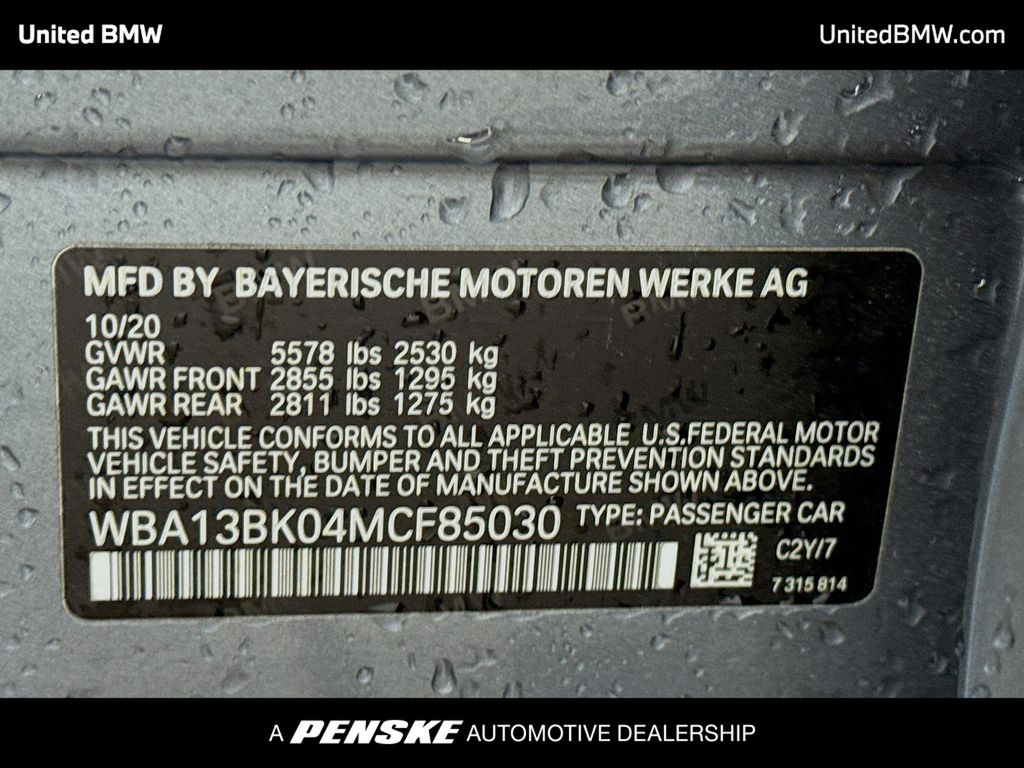 United BMW
UnitedBMW.com
MFD BY BAYERISCHE MOTOREN WERKE AG
10/20
GVWR 5578 lbs 2530 kg
GAWR FRONT 2855 lbs 1295 kg
GAWR REAR 2811 lbs 1275 kg
THIS VEHICLE CONFORMS TO ALL APPLICABLE U.S.FEDERAL MOTOR
VEHICLE SAFETY, BUMPER AND THEFT PREVENTION STANDARDS
IN EFFECT ON THE DATE OF MANUFACTURE SHOWN ABOVE.
WBA13BK04MCF85030 TYPE: PASSENGER CAR
C2Y/7
7315814
A PENSKE AUTOMOTIVE DEALERSHIP